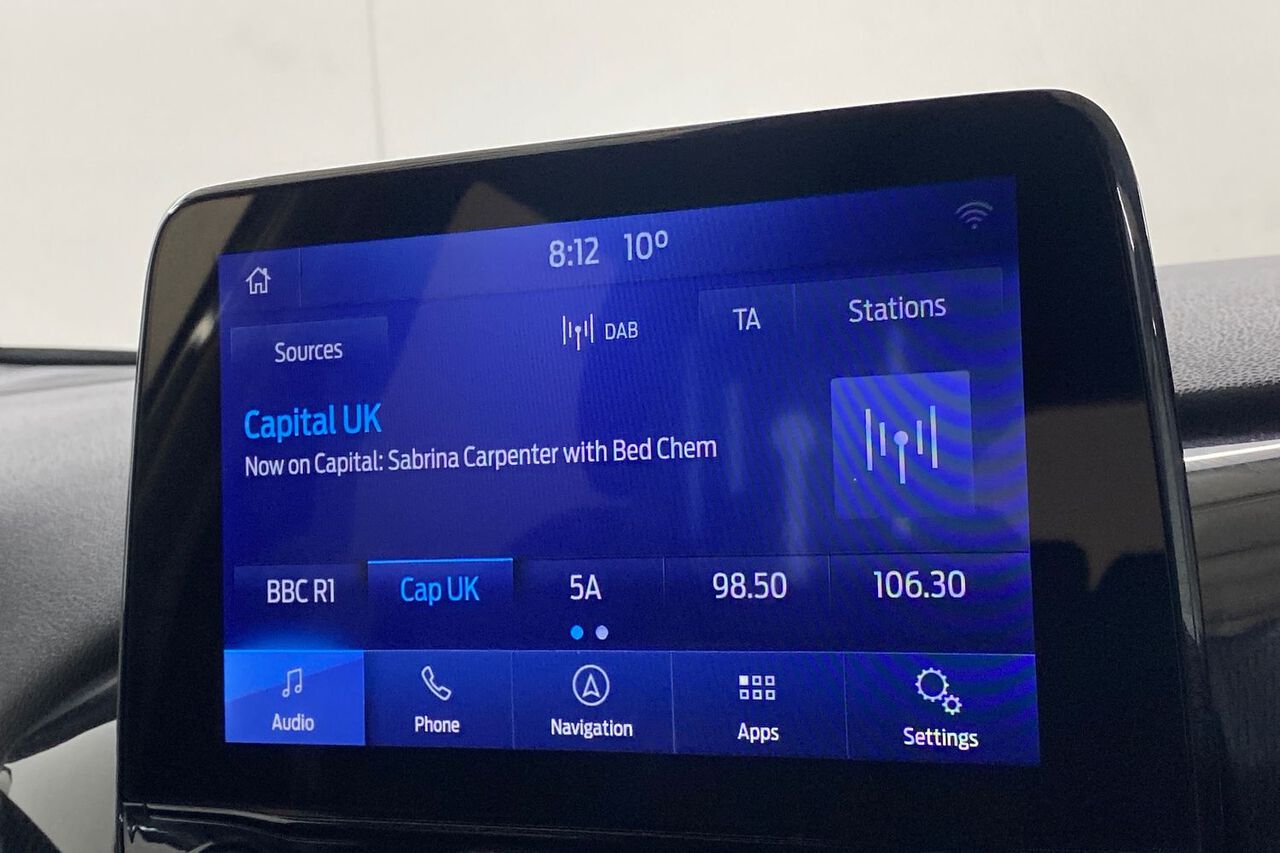 8:12 10°
DAB
TA
Stations
Sources
Capital UK
Now on Capital: Sabrina Carpenter with Bed Chem
BBC R1
Cap UK
5A
98.50
106.30
Audio
Phone
Navigation
Apps
Settings